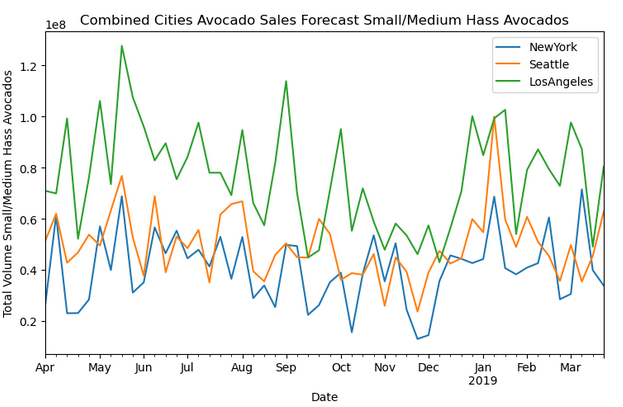 Combined Cities Avocado Sales Forecast Small/Medium Hass Avocados
1e8
NewYork
Seattle
LosAngeles
Total Volume Small/Medium Hass Avocados
1.2
1.0
0.8
0.6
0.4
0.2
Apr May Jun Jul Aug Sep Oct Nov Dec Jan Feb Mar
2019
Date